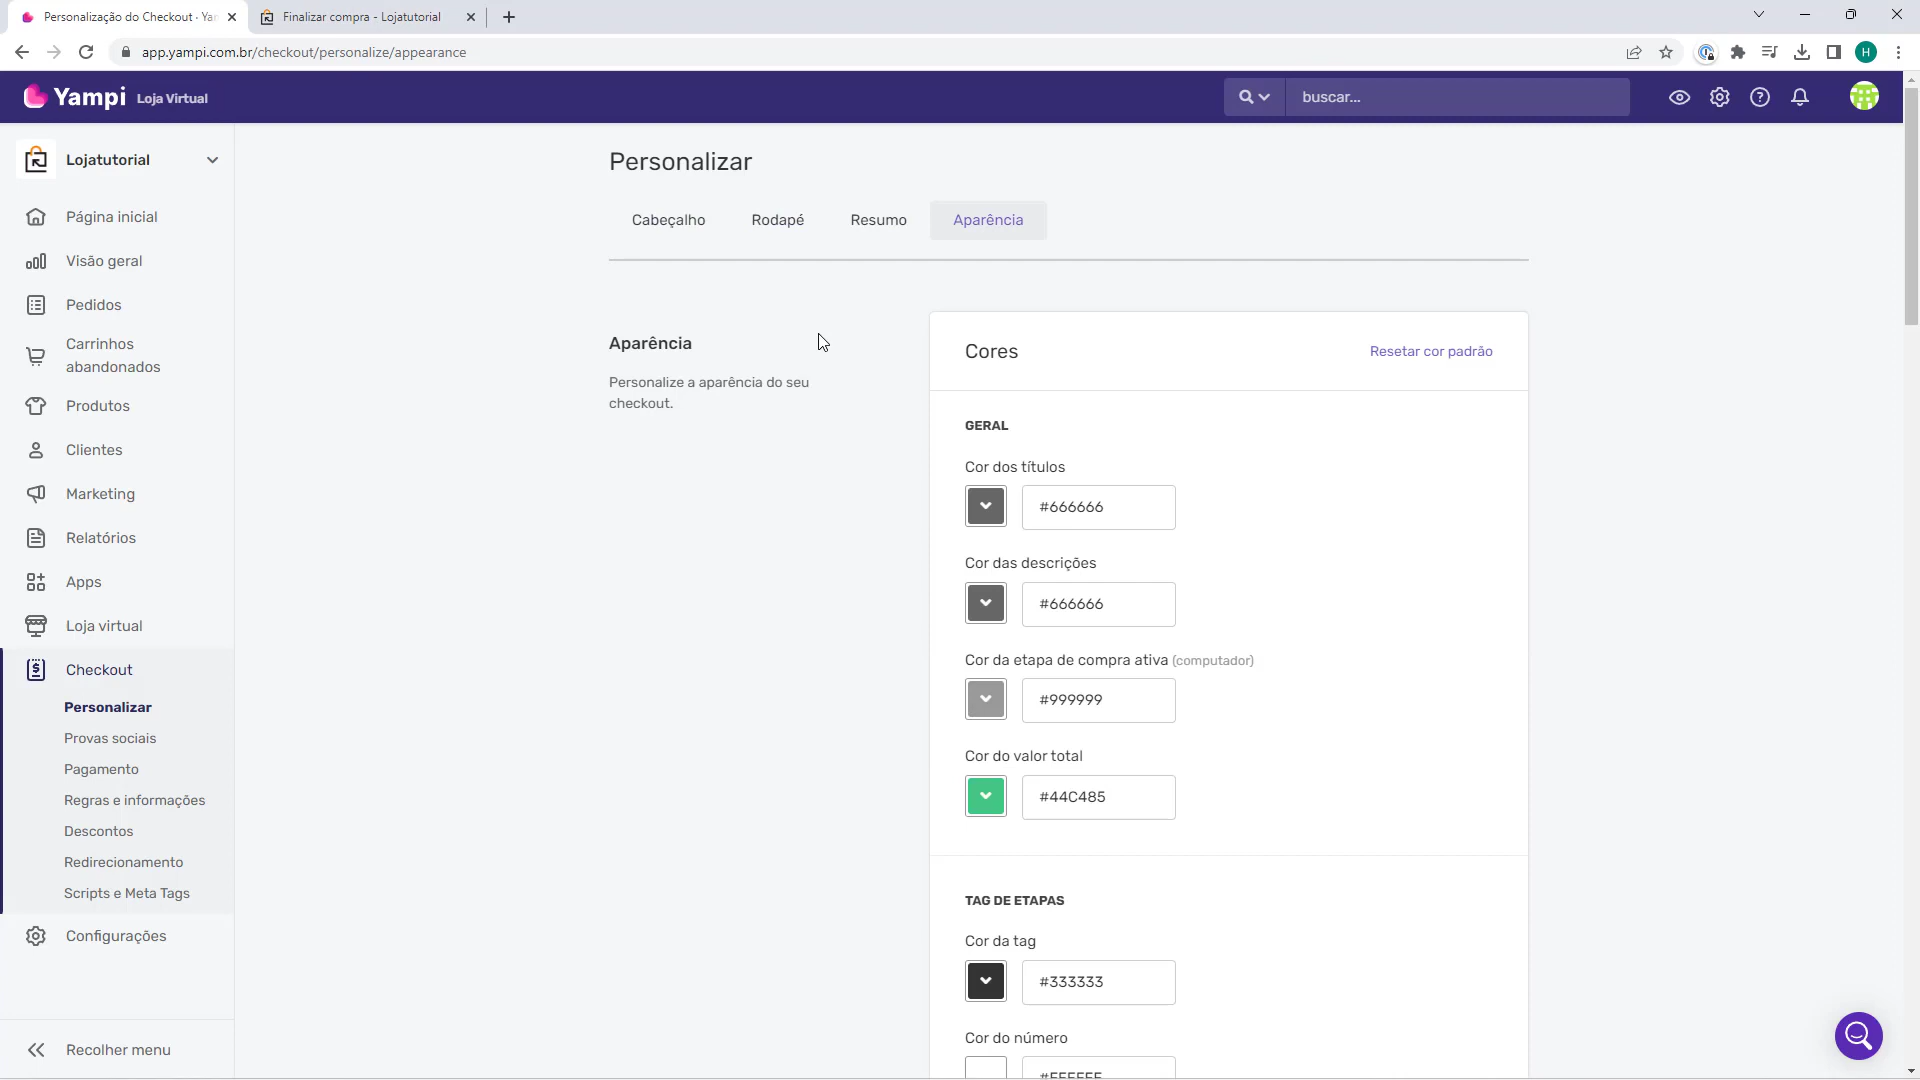 Personalização do Checkout · Yam
Finalizar compra - Lojatutorial
app.yampi.com.br/checkout/personalize/appearance
H
Yampi Loja Virtual
buscar...
Lojatutorial
Página inicial
Visão geral
Pedidos
Carrinhos
abandonados
Produtos
Clientes
Marketing
Relatórios
Apps
Loja virtual
Checkout
Personalizar
Provas sociais
Pagamento
Regras e informações
Descontos
Redirecionamento
Scripts e Meta Tags
Configurações
Recolher menu
Personalizar
Cabeçalho
Rodapé
Resumo
Aparência
Aparência
Personalize a aparência do seu
checkout.
Cores
Resetar cor padrão
GERAL
Cor dos títulos
#666666
Cor das descrições
#666666
Cor da etapa de compra ativa (computador)
#999999
Cor do valor total
#44C485
TAG DE ETAPAS
Cor da tag
#333333
Cor do número
#FFFFFF